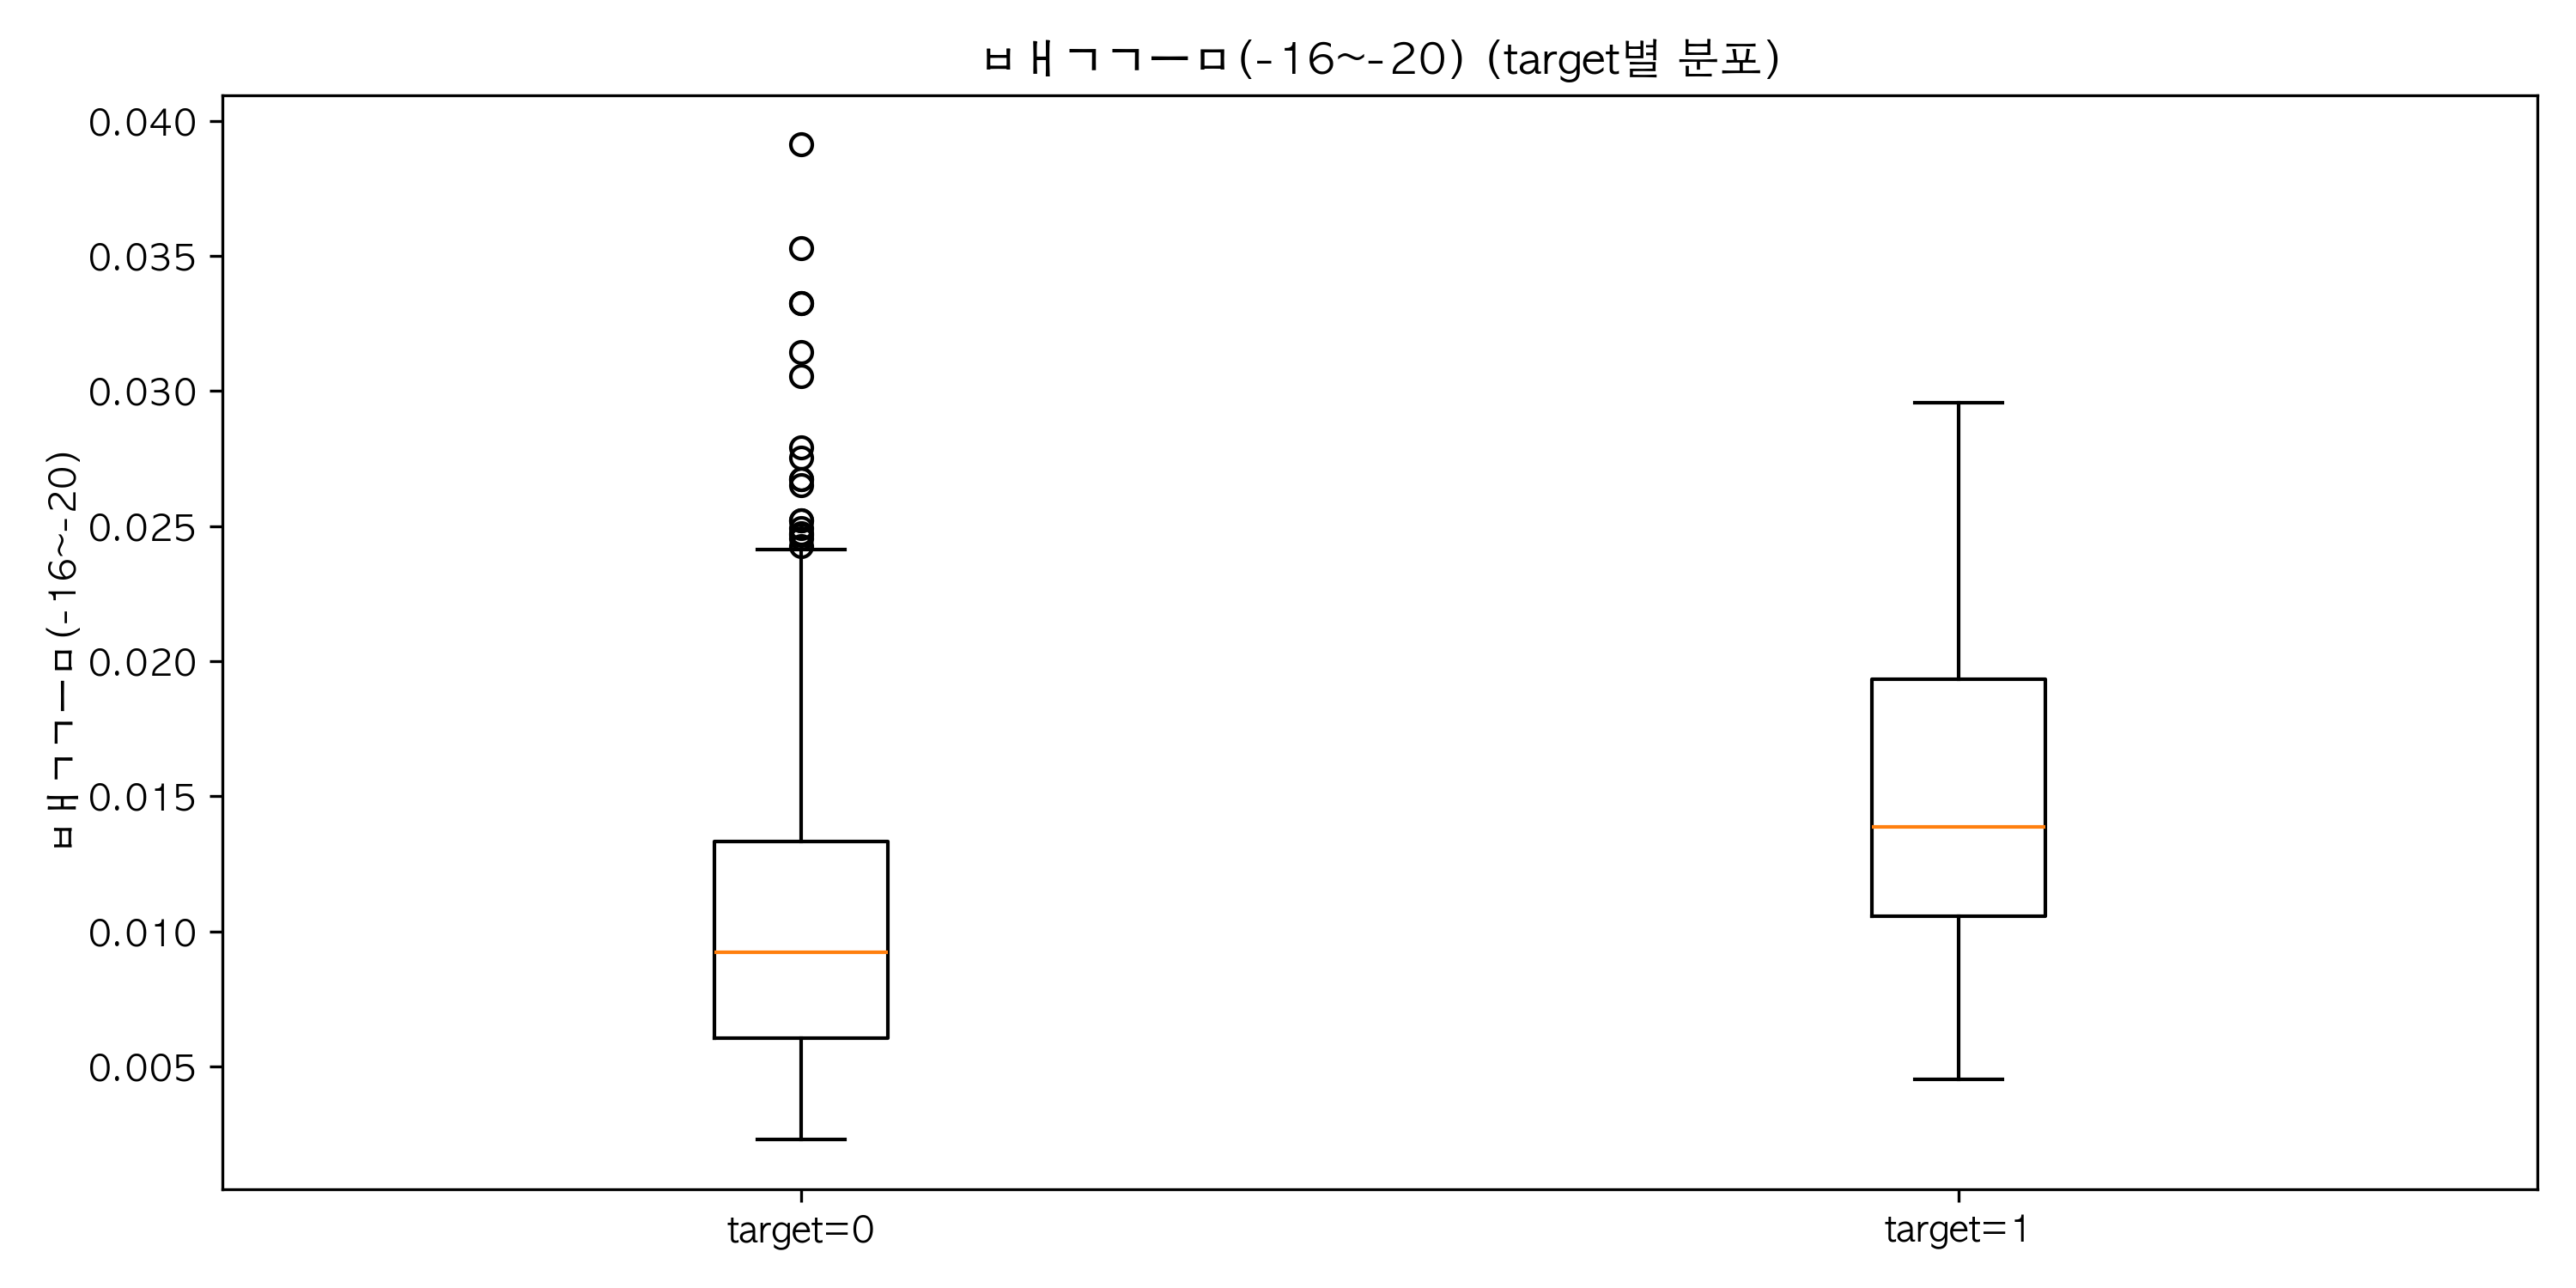 ㅂㅐㄱㄱㅡㅁ(-16~-20) (target별 분포)
0.040
0.035
0.030
0.025
0.020
0.015
0.010
0.005
ㅂㅐㄱㄱㅡㅁ(-16~-20)
target=0
target=1